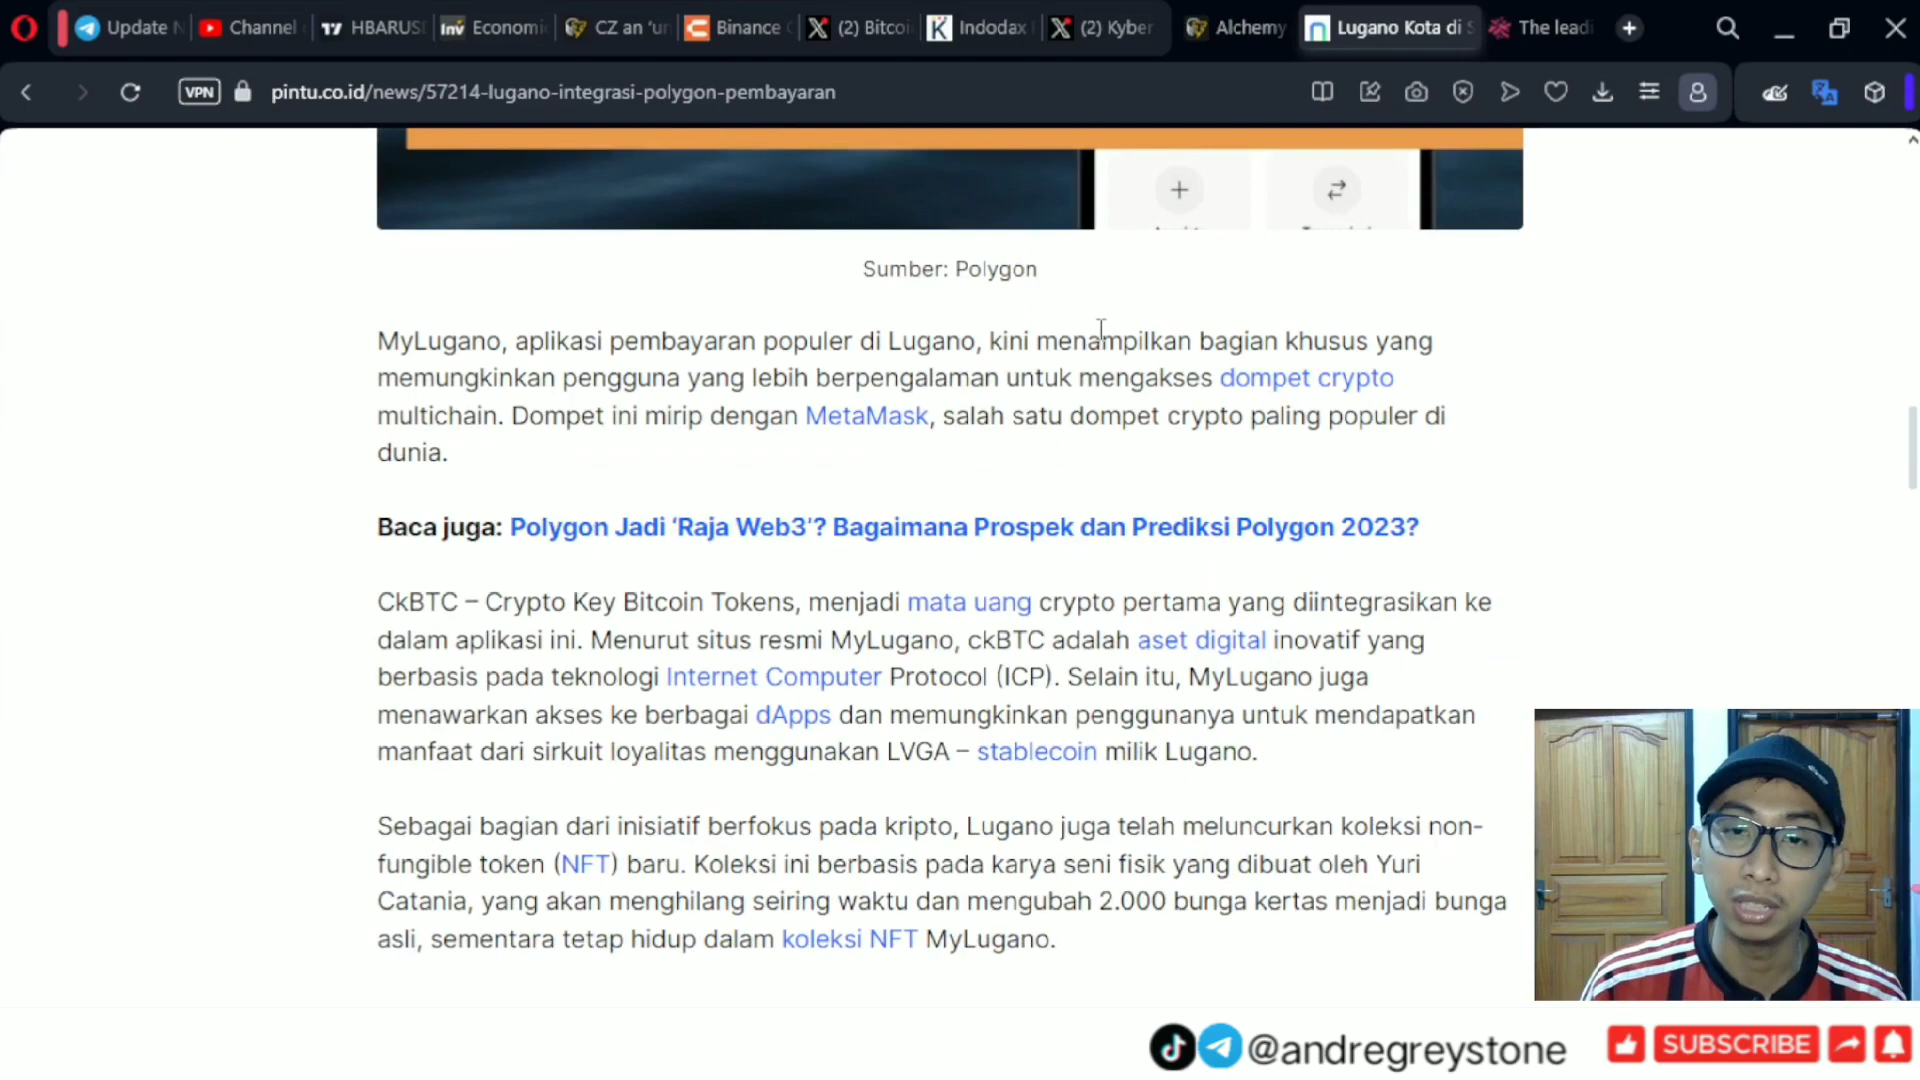 Update N
Channel
HBARUSD
Inv Economic
CZ an 'un
Binance
(2) Bitcoi
Indodax
(2) Kyber
Alchemy
Lugano Kota di S
The leadi
VPN
pintu.co.id/news/57214-lugano-integrasi-polygon-pembayaran
Sumber: Polygon
MyLugano, aplikasi pembayaran populer di Lugano, kini menampilkan bagian khusus yang
memungkinkan pengguna yang lebih berpengalaman untuk mengakses dompet crypto
multichain. Dompet ini mirip dengan MetaMask, salah satu dompet crypto paling populer di
dunia.
Baca juga: Polygon Jadi 'Raja Web3'? Bagaimana Prospek dan Prediksi Polygon 2023?
CkBTC – Crypto Key Bitcoin Tokens, menjadi mata uang crypto pertama yang diintegrasikan ke
dalam aplikasi ini. Menurut situs resmi MyLugano, ckBTC adalah aset digital inovatif yang
berbasis pada teknologi Internet Computer Protocol (ICP). Selain itu, MyLugano juga
menawarkan akses ke berbagai dApps dan memungkinkan penggunanya untuk mendapatkan
manfaat dari sirkuit loyalitas menggunakan LVGA – stablecoin milik Lugano.
Sebagai bagian dari inisiatif berfokus pada kripto, Lugano juga telah meluncurkan koleksi non-
fungible token (NFT) baru. Koleksi ini berbasis pada karya seni fisik yang dibuat oleh Yuri
Catania, yang akan menghilang seiring waktu dan mengubah 2.000 bunga kertas menjadi bunga
asli, sementara tetap hidup dalam koleksi NFT MyLugano.
@andregreystone
SUBSCRIBE